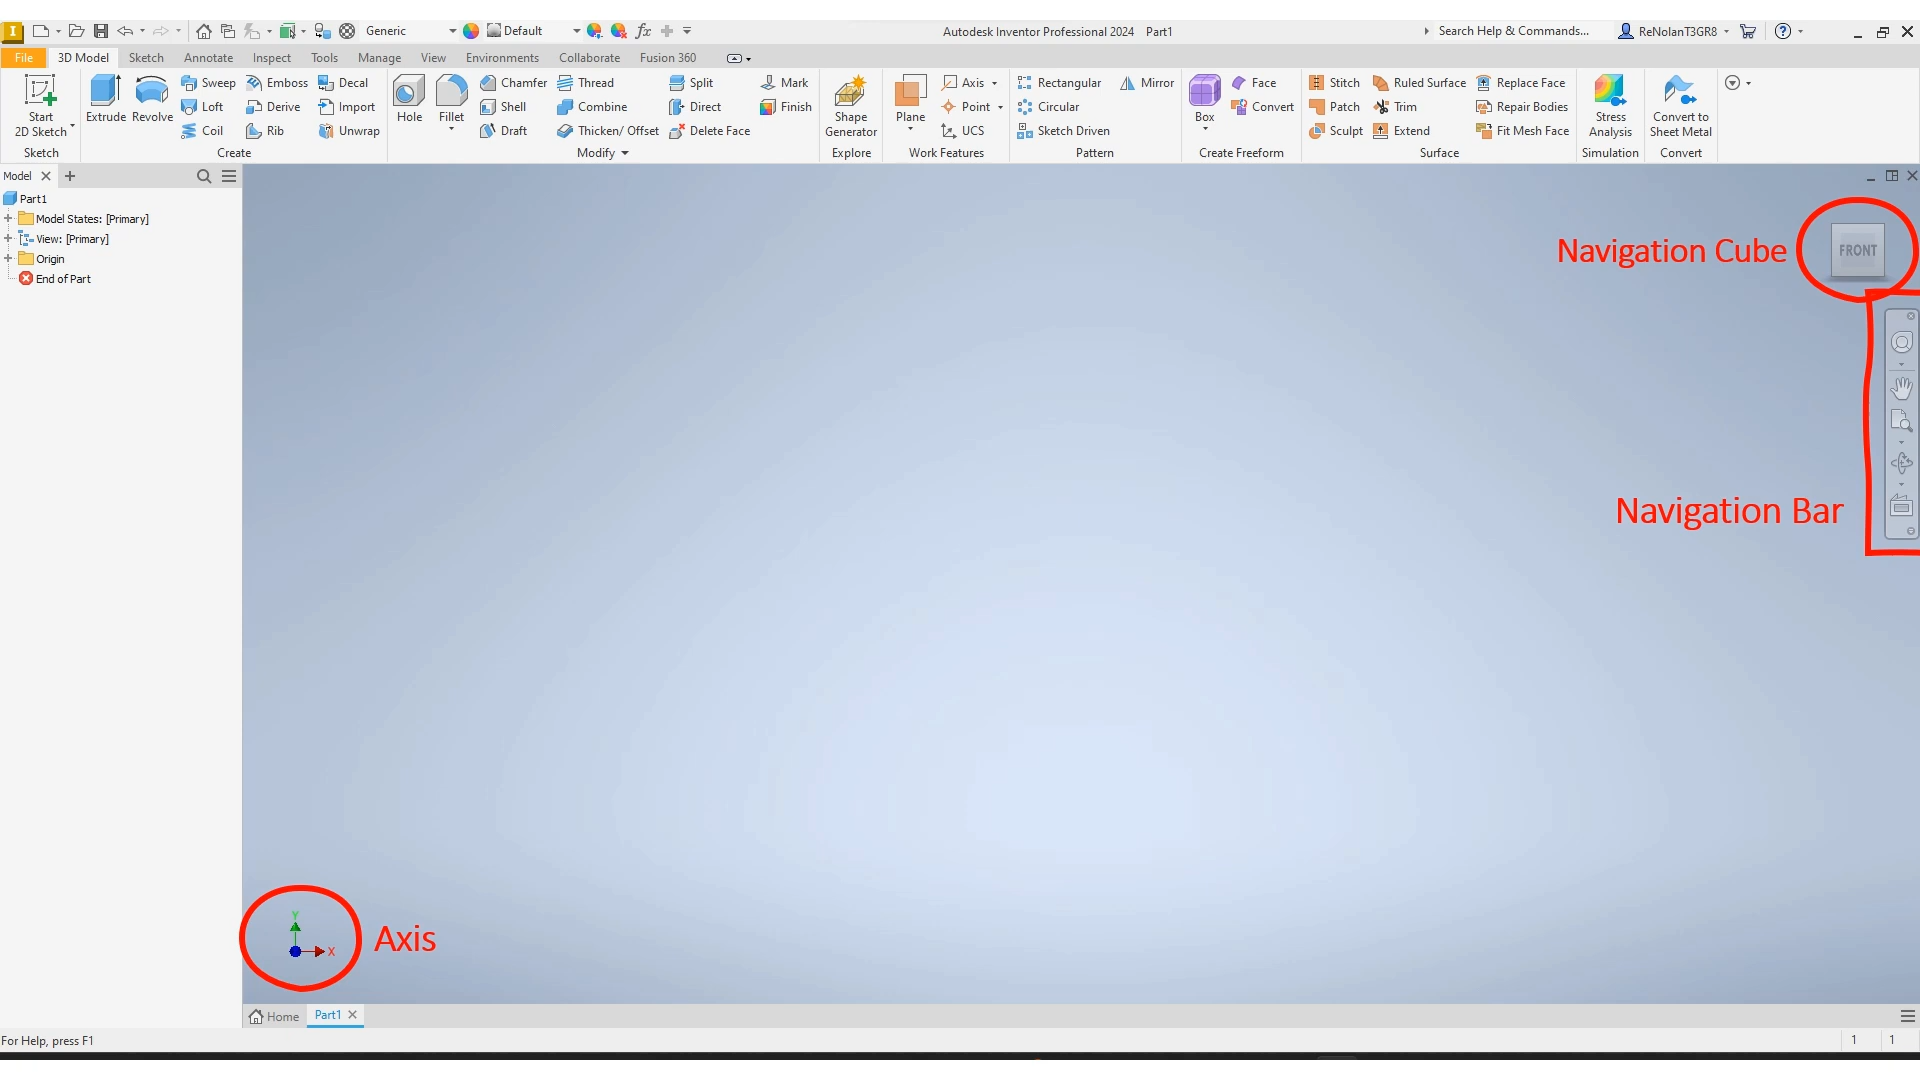 I Generic Default fx Autodesk Inventor Professional 2024 Part1 Search Help & Commands... ReNolanT3GR8 ?
File 3D Model Sketch Annotate Inspect Tools Manage View Environments Collaborate Fusion 360
Start 2D Sketch
Sketch
Extrude Revolve
Sweep Emboss Decal
Loft Derive Import
Coil Rib Unwrap
Create
Hole Fillet
Chamfer Thread Split Mark
Shell Combine Direct Finish
Draft Thicken/ Offset Delete Face
Modify
Shape Generator
Explore
Plane
Axis
Point
UCS
Work Features
Rectangular Mirror
Circular
Sketch Driven
Pattern
Box
Face
Convert
Create Freeform
Stitch Ruled Surface Replace Face
Patch Trim Repair Bodies
Sculpt Extend Fit Mesh Face
Surface
Stress Analysis
Simulation
Convert to Sheet Metal
Convert
Model
Part1
Model States: [Primary]
View: [Primary]
Origin
End of Part
Navigation Cube
FRONT
Navigation Bar
Y
X
Axis
Home Part1
For Help, press F1
1 1